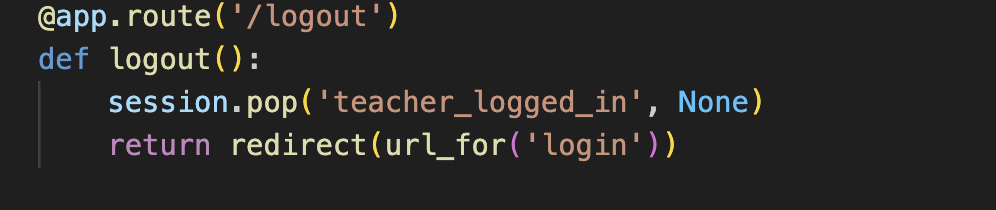 @app.route('/logout')
def logout():
    session.pop('teacher_logged_in', None)
    return redirect(url_for('login'))